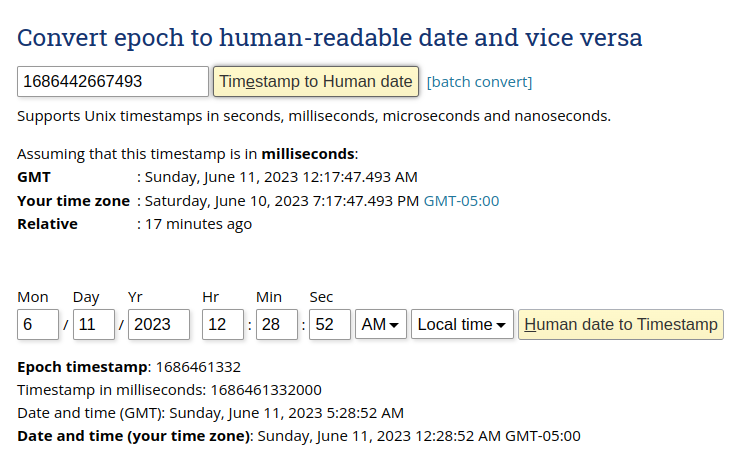 Convert epoch to human-readable date and vice versa
1686442667493 Timestamp to Human date [batch convert]
Supports Unix timestamps in seconds, milliseconds, microseconds and nanoseconds.
Assuming that this timestamp is in milliseconds:
GMT : Sunday, June 11, 2023 12:17:47.493 AM
Your time zone : Saturday, June 10, 2023 7:17:47.493 PM GMT-05:00
Relative : 17 minutes ago
Mon Day Yr Hr Min Sec
6 / 11 / 2023 12 : 28 : 52 AM Local time Human date to Timestamp
Epoch timestamp: 1686461332
Timestamp in milliseconds: 1686461332000
Date and time (GMT): Sunday, June 11, 2023 5:28:52 AM
Date and time (your time zone): Sunday, June 11, 2023 12:28:52 AM GMT-05:00